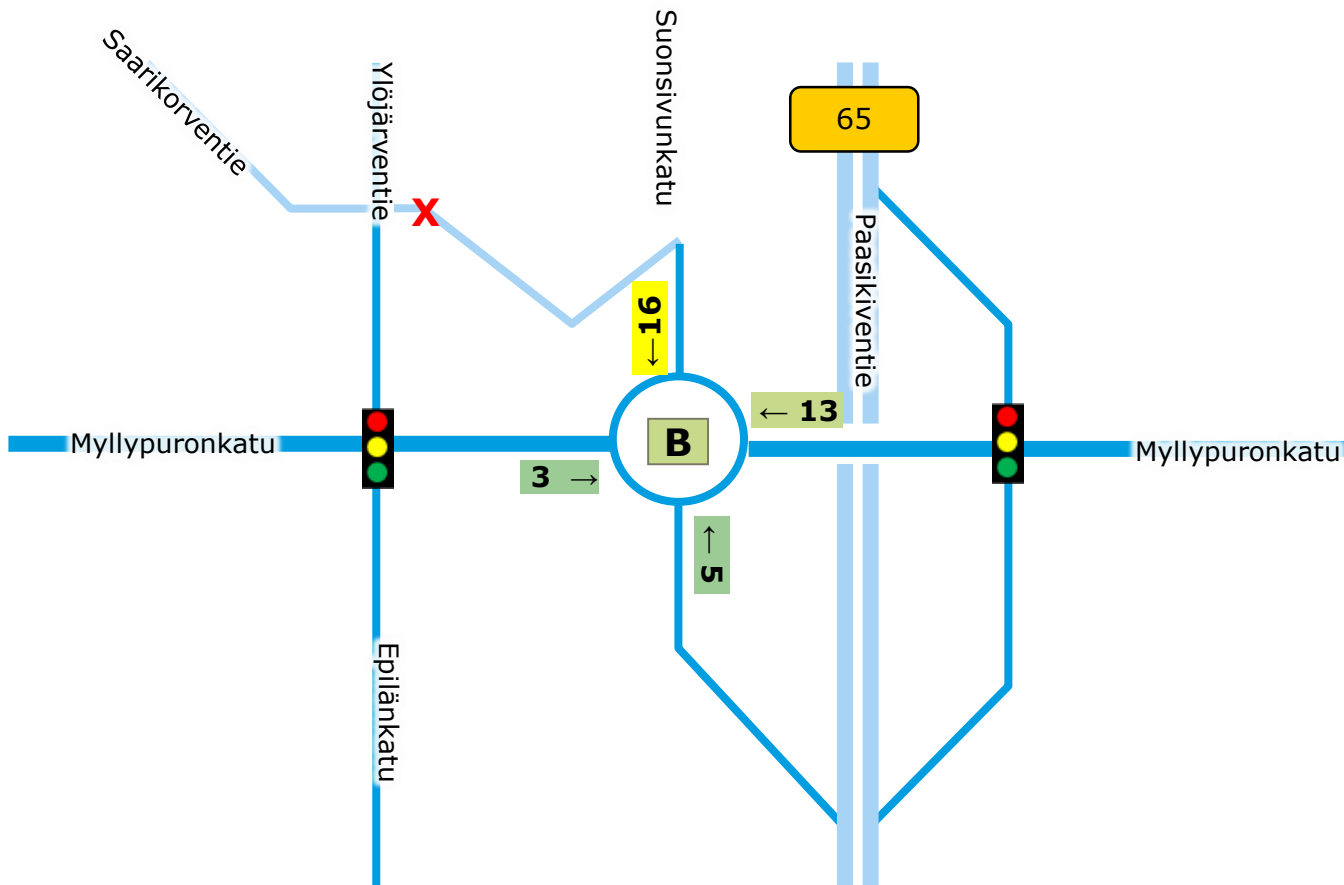 Saarikorventie
Ylöjärventie
Suonsivunkatu
65
Paasikiventie
X
←16
← 13
Myllypuronkatu
B
Myllypuronkatu
3 →
← 5
Epilänkatu